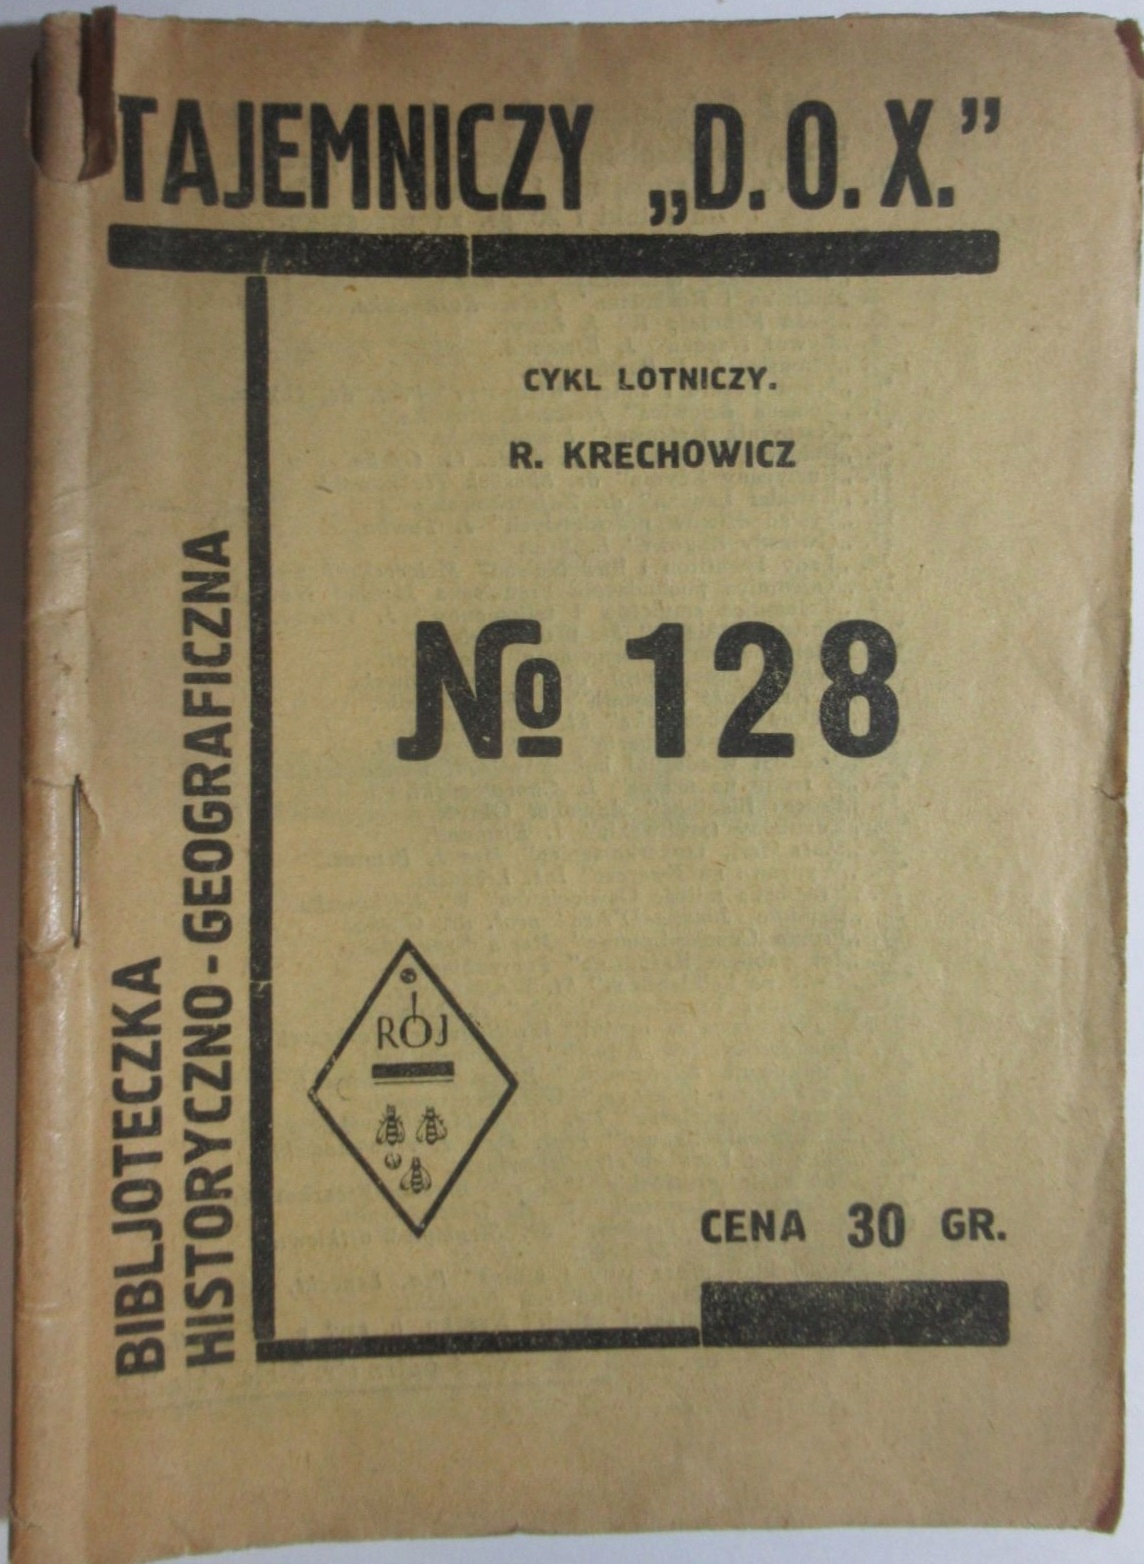 TAJEMNICZY „D. O. X.”
CYKL LOTNICZY.
R. KRECHOWICZ
№ 128
BIBLJOTECZKA
HISTORYCZNO-GEOGRAFICZNA
RÓJ
CENA 30 GR.